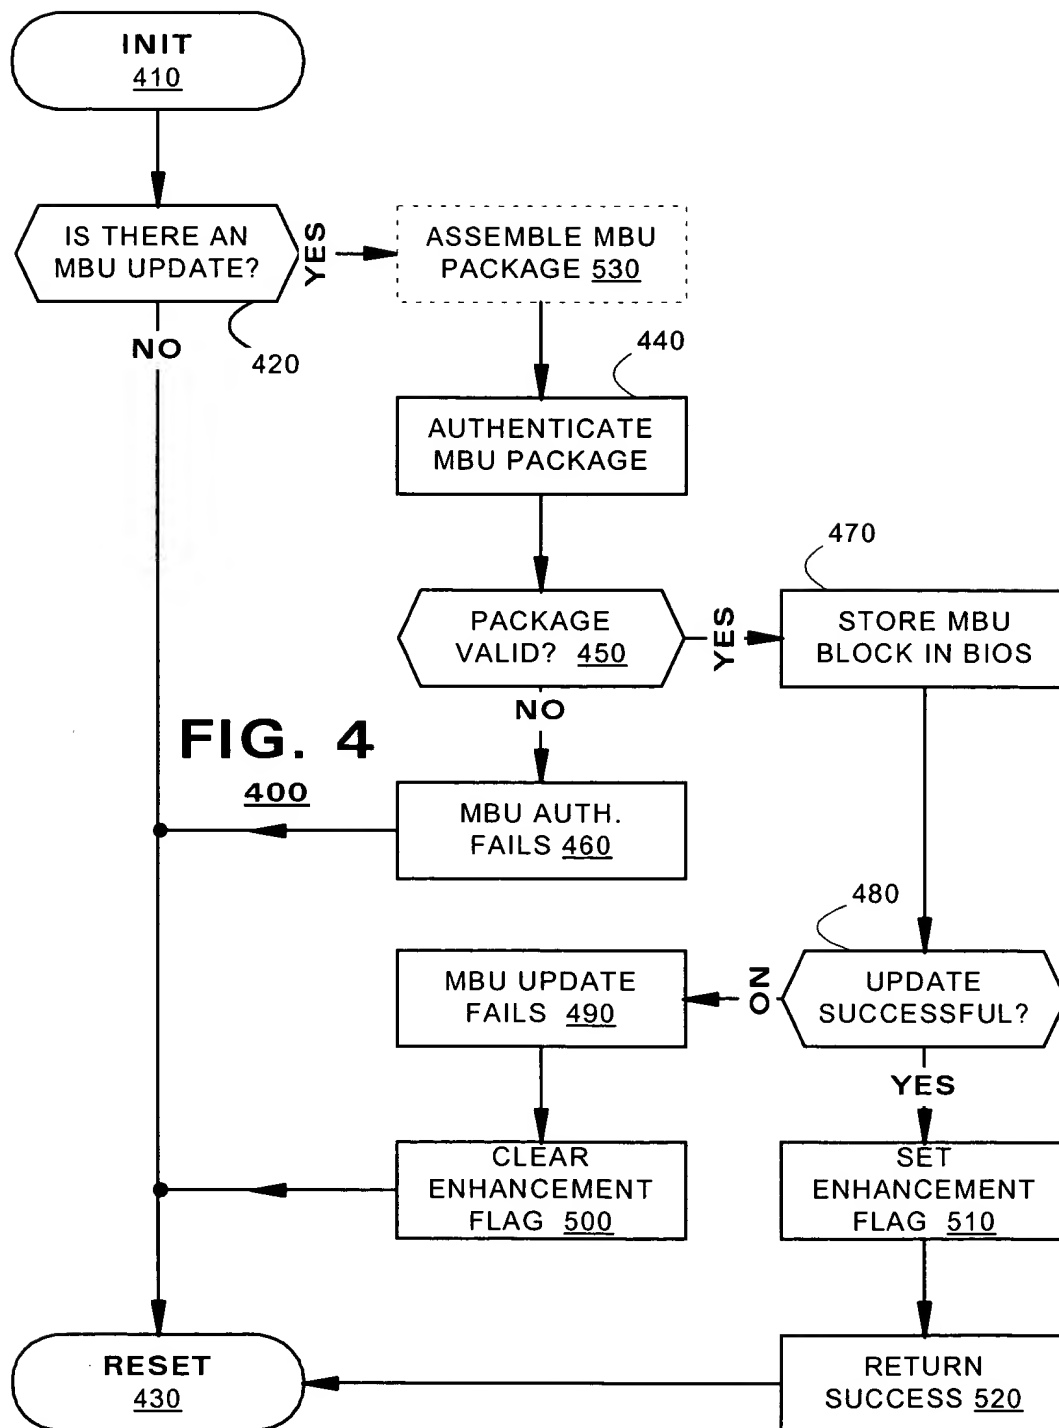 INIT
410
IS THERE AN
MBU UPDATE?
YES
ASSEMBLE MBU
PACKAGE 530
NO
420
440
AUTHENTICATE
MBU PACKAGE
470
PACKAGE
VALID? 450
YES
STORE MBU
BLOCK IN BIOS
NO
FIG. 4
400
MBU AUTH.
FAILS 460
480
MBU UPDATE
FAILS 490
NO
UPDATE
SUCCESSFUL?
YES
CLEAR
ENHANCEMENT
FLAG 500
SET
ENHANCEMENT
FLAG 510
RESET
430
RETURN
SUCCESS 520